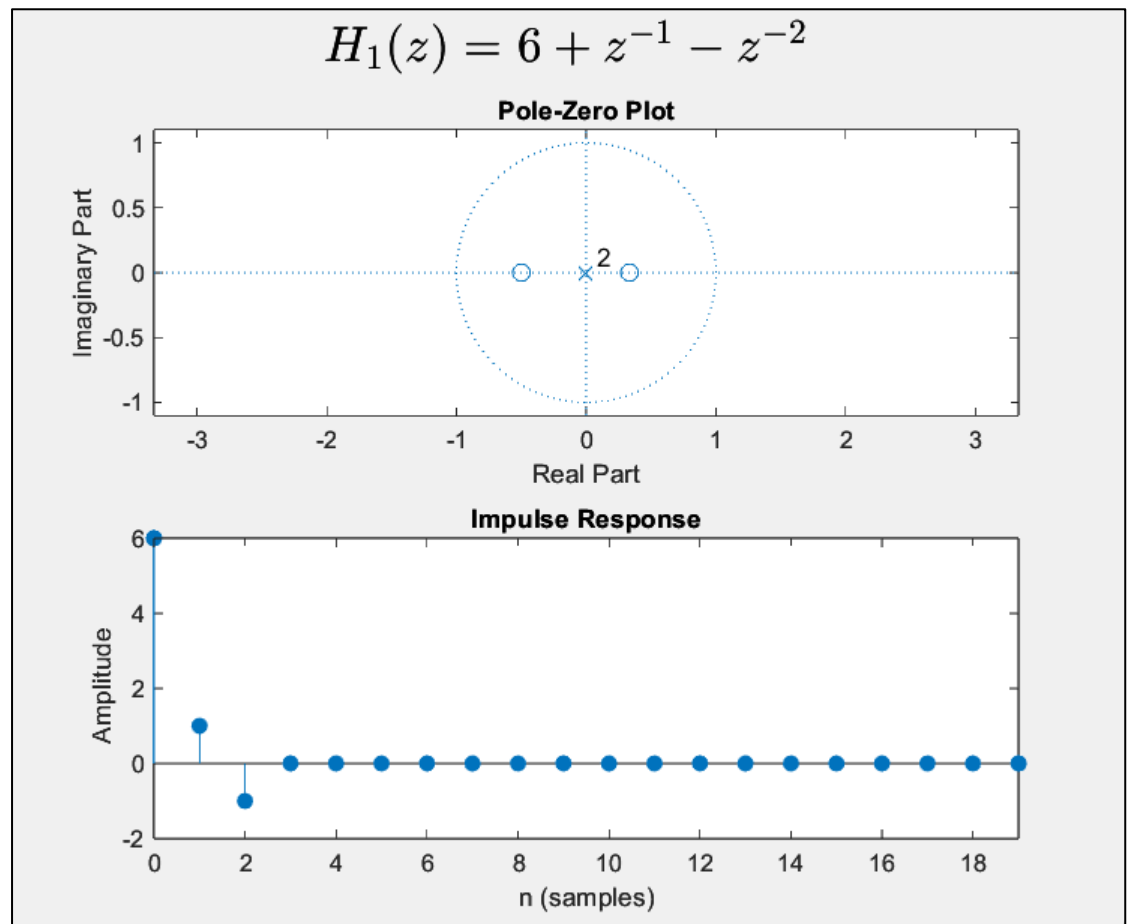 H₁(z) = 6 + z⁻¹ − z⁻²
Pole-Zero Plot
1
0.5
0
-0.5
-1
Imaginary Part
2
-3 -2 -1 0 1 2 3
Real Part
Impulse Response
6
4
2
0
-2
Amplitude
0 2 4 6 8 10 12 14 16 18
n (samples)